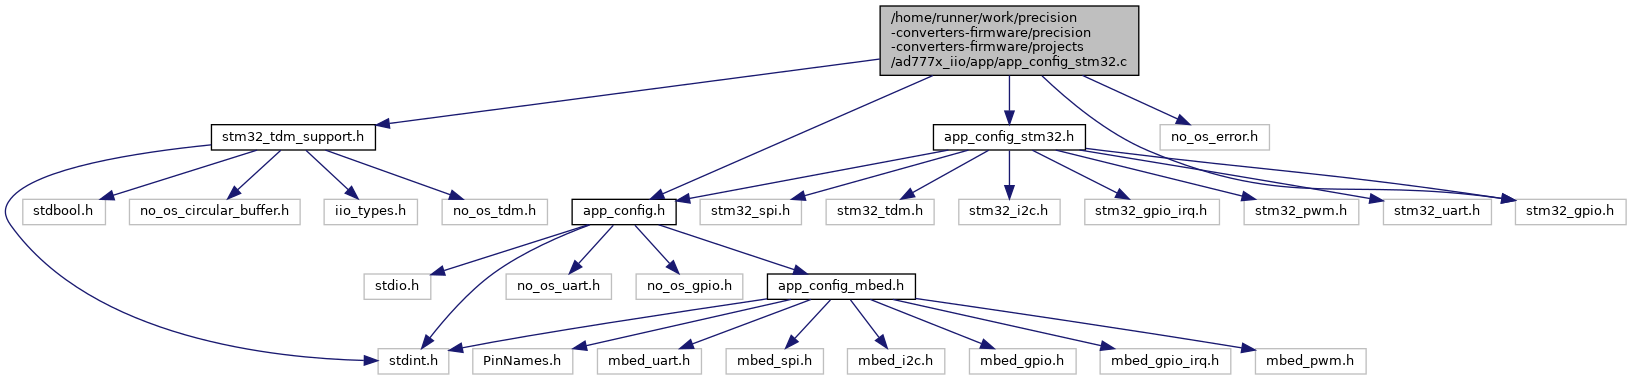 /home/runner/work/precision
-converters-firmware/precision
-converters-firmware/projects
/ad777x_iio/app/app_config_stm32.c
stm32_tdm_support.h
app_config_stm32.h
no_os_error.h
stdbool.h
no_os_circular_buffer.h
iio_types.h
no_os_tdm.h
app_config.h
stm32_spi.h
stm32_tdm.h
stm32_i2c.h
stm32_gpio_irq.h
stm32_pwm.h
stm32_uart.h
stm32_gpio.h
stdio.h
no_os_uart.h
no_os_gpio.h
app_config_mbed.h
stdint.h
PinNames.h
mbed_uart.h
mbed_spi.h
mbed_i2c.h
mbed_gpio.h
mbed_gpio_irq.h
mbed_pwm.h